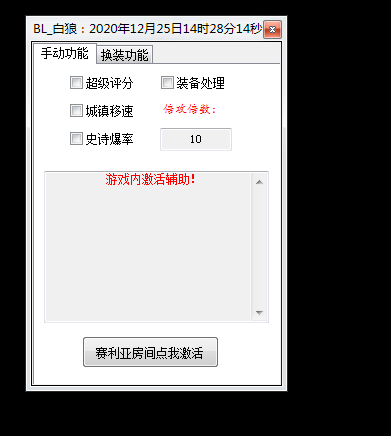 BL_白狼：2020年12月25日14时28分14秒
手动功能 换装功能
超级评分 装备处理
城镇移速 倍攻倍数：
史诗爆率 10
游戏内激活辅助！
赛利亚房间点我激活